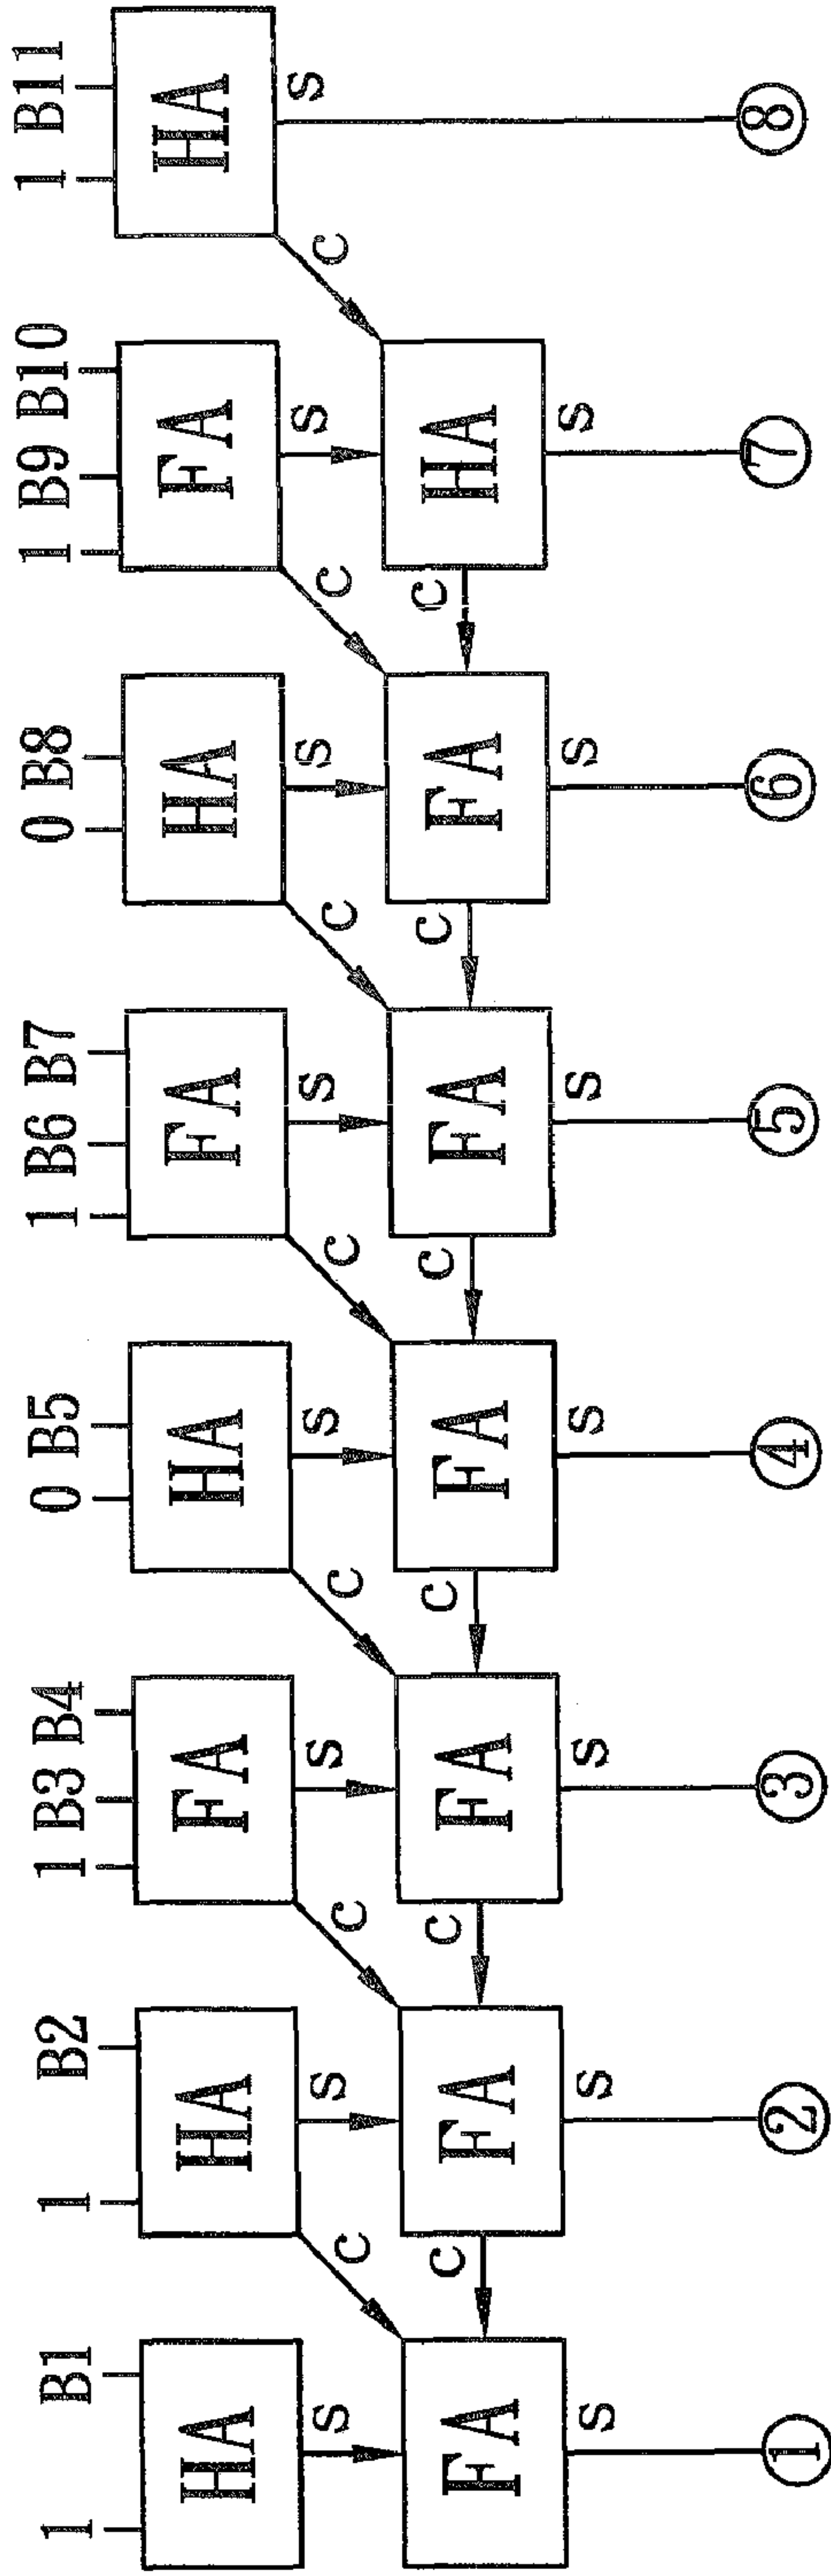 1 B1 1 B2 1 B3 B4 0 B5 1 B6 B7 0 B8 1 B9 B10 1 B11
HA HA FA HA FA HA FA HA
S C S C S C S C S C S C S C S
FA C FA C FA C FA C FA C FA C HA
S S S S S S S
① ② ③ ④ ⑤ ⑥ ⑦ ⑧